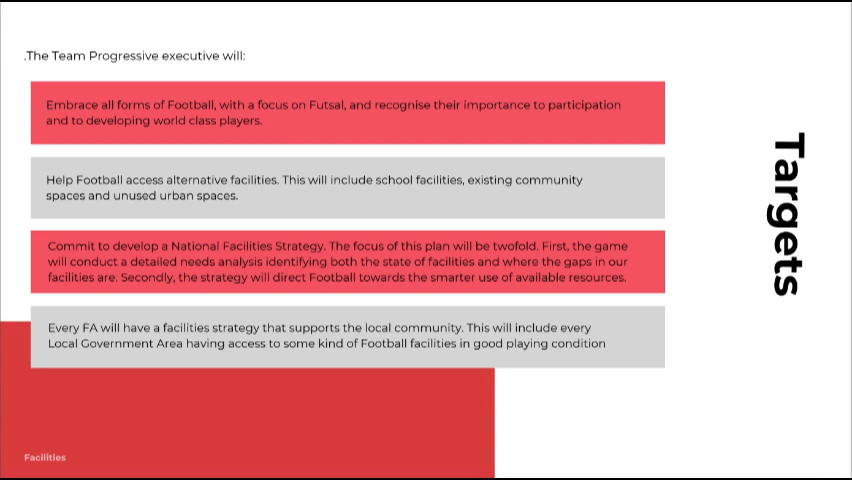 .The Team Progressive executive will:
Embrace all forms of Football, with a focus on Futsal, and recognise their importance to participation
and to developing world class players.
Help Football access alternative facilities. This will include school facilities, existing community
spaces and unused urban spaces.
Commit to develop a National Facilities Strategy. The focus of this plan will be twofold. First, the game
will conduct a detailed needs analysis identifying both the state of facilities and where the gaps in our
facilities are. Secondly, the strategy will direct Football towards the smarter use of available resources.
Every FA will have a facilities strategy that supports the local community. This will include every
Local Government Area having access to some kind of Football facilities in good playing condition
Targets
Facilities